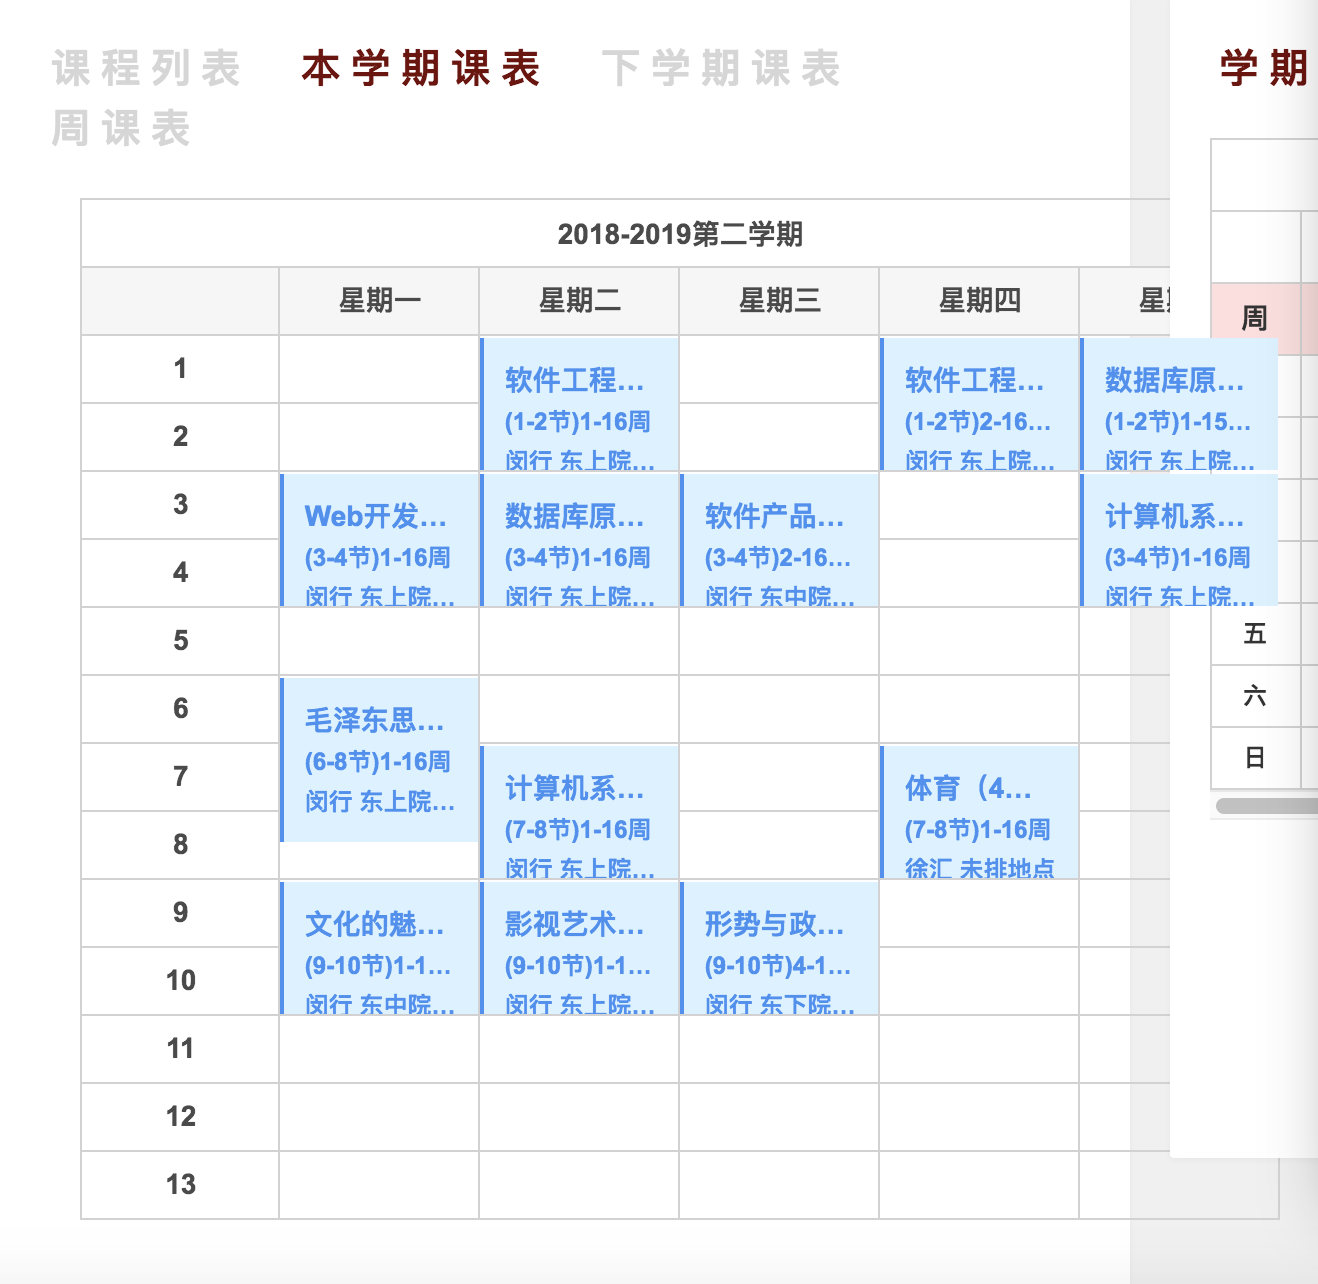 课程列表 本学期课表 下学期课表
周课表
学期
2018-2019第二学期
星期一 星期二 星期三 星期四 星
周
1
2
软件工程...
(1-2节)1-16周
闵行 东上院...
软件工程...
(1-2节)2-16...
闵行 东上院...
数据库原...
(1-2节)1-15...
闵行 东上院...
3
4
Web开发...
(3-4节)1-16周
闵行 东上院...
数据库原...
(3-4节)1-16周
闵行 东上院...
软件产品...
(3-4节)2-16...
闵行 东中院...
计算机系...
(3-4节)1-16周
闵行 东上院...
5
五
6
六
7
日
8
毛泽东思...
(6-8节)1-16周
闵行 东上院...
计算机系...
(7-8节)1-16周
闵行 东上院...
体育（4...
(7-8节)1-16周
徐汇 未排地点
9
10
文化的魅...
(9-10节)1-1...
闵行 东中院...
影视艺术...
(9-10节)1-1...
闵行 东上院...
形势与政...
(9-10节)4-1...
闵行 东下院...
11
12
13